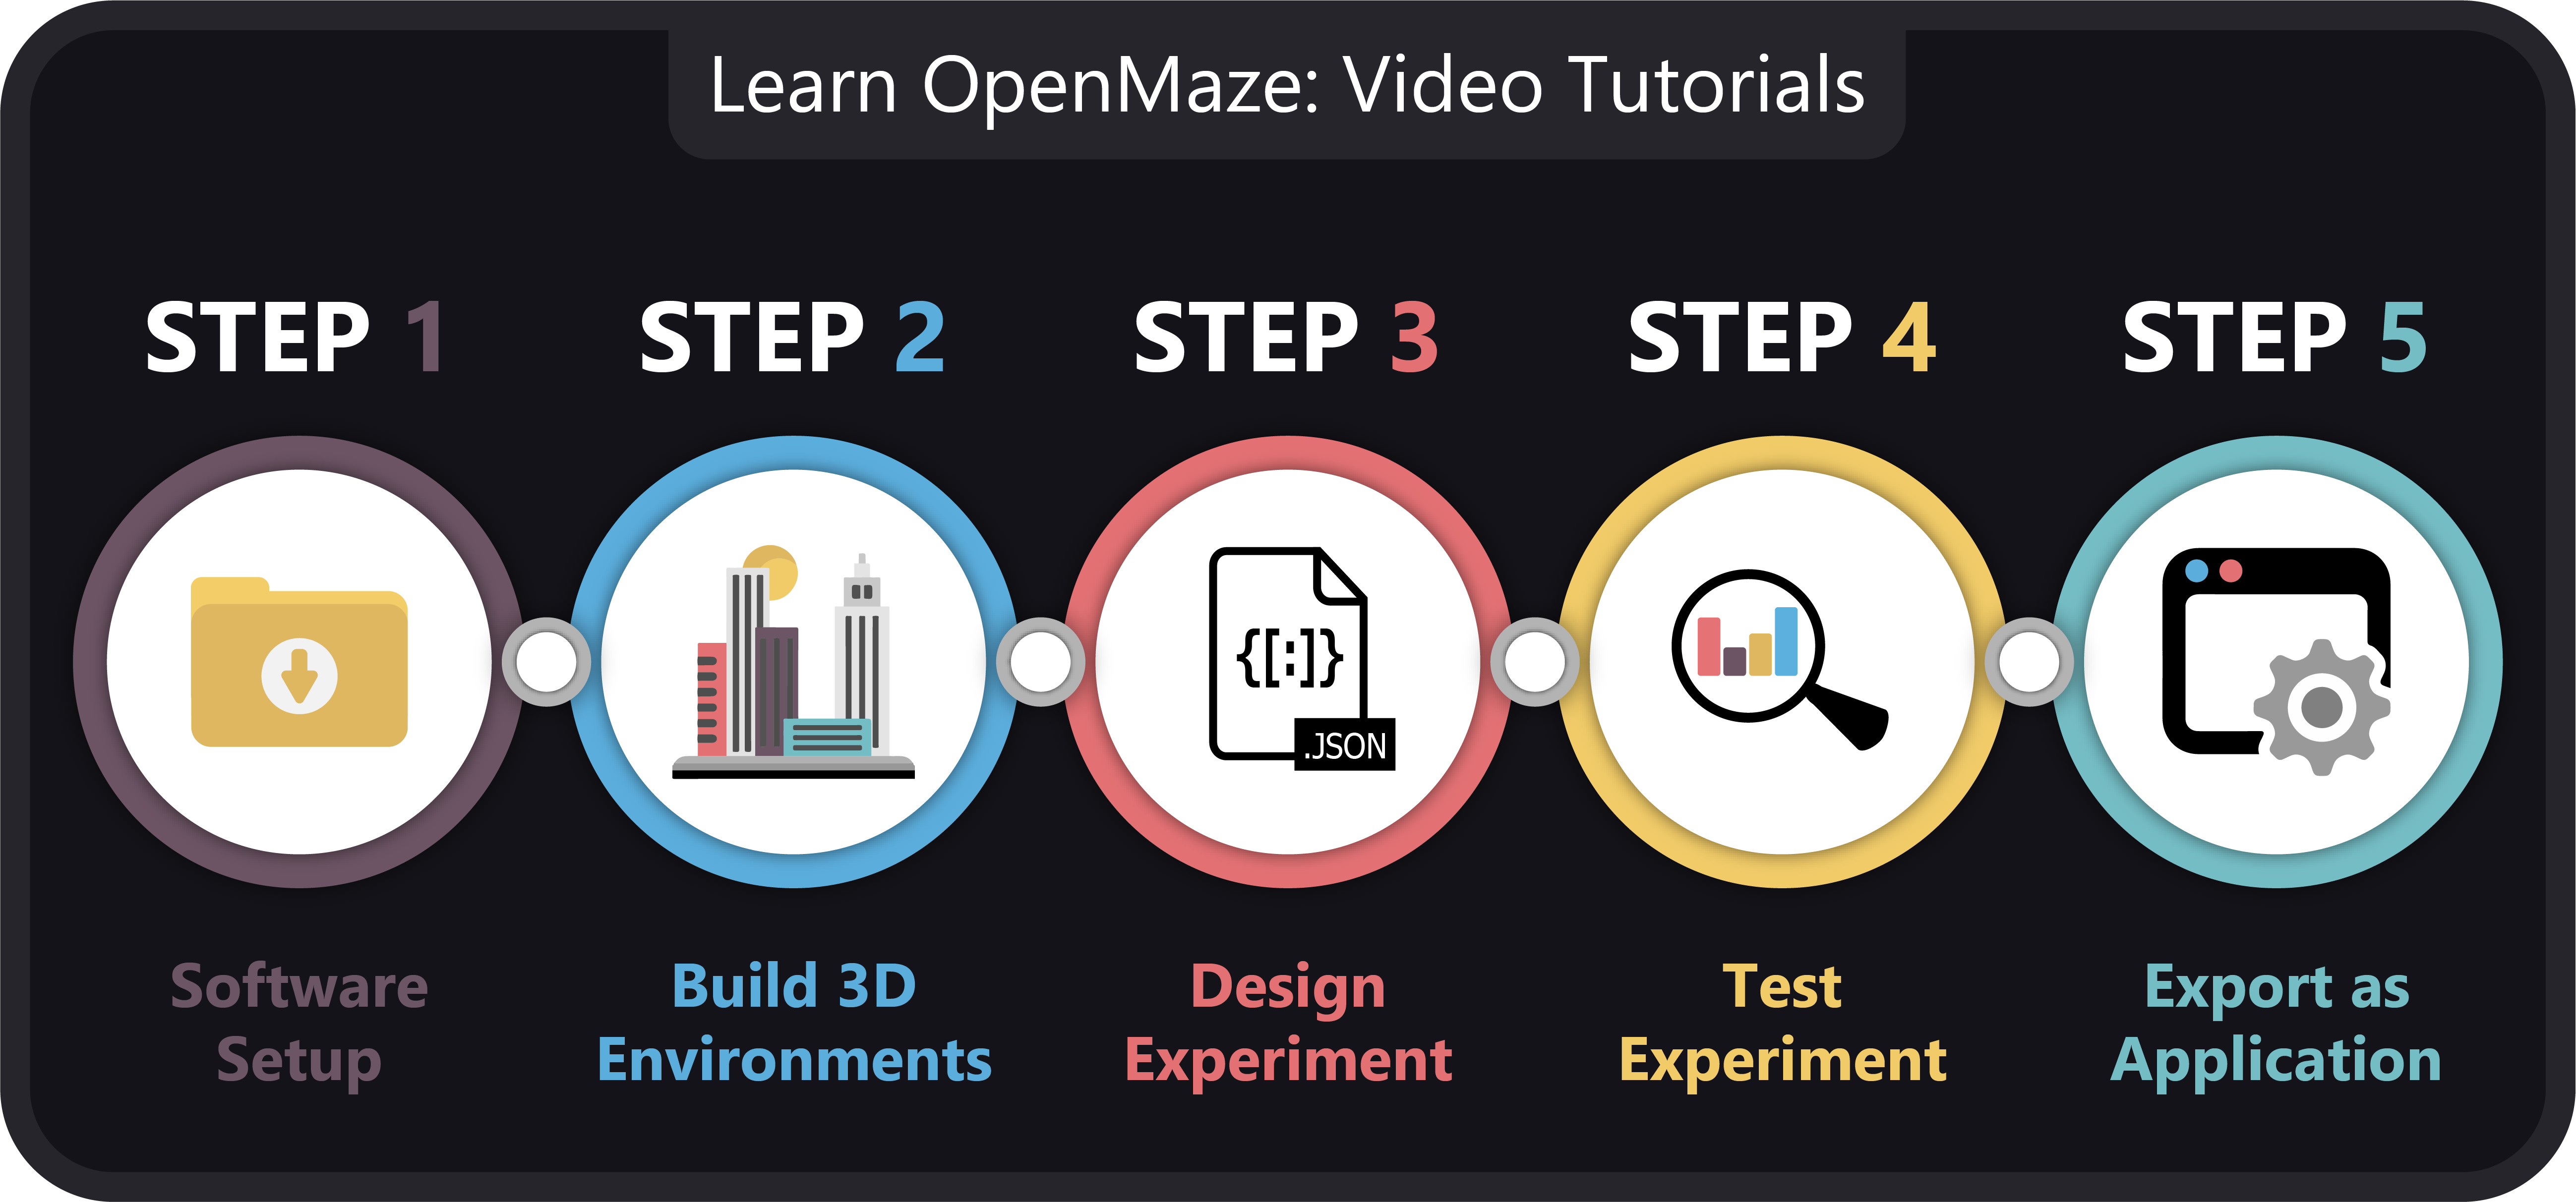 Learn OpenMaze: Video Tutorials
STEP 1
STEP 2
STEP 3
STEP 4
STEP 5
{[:]}
.JSON
Software
Setup
Build 3D
Environments
Design
Experiment
Test
Experiment
Export as
Application